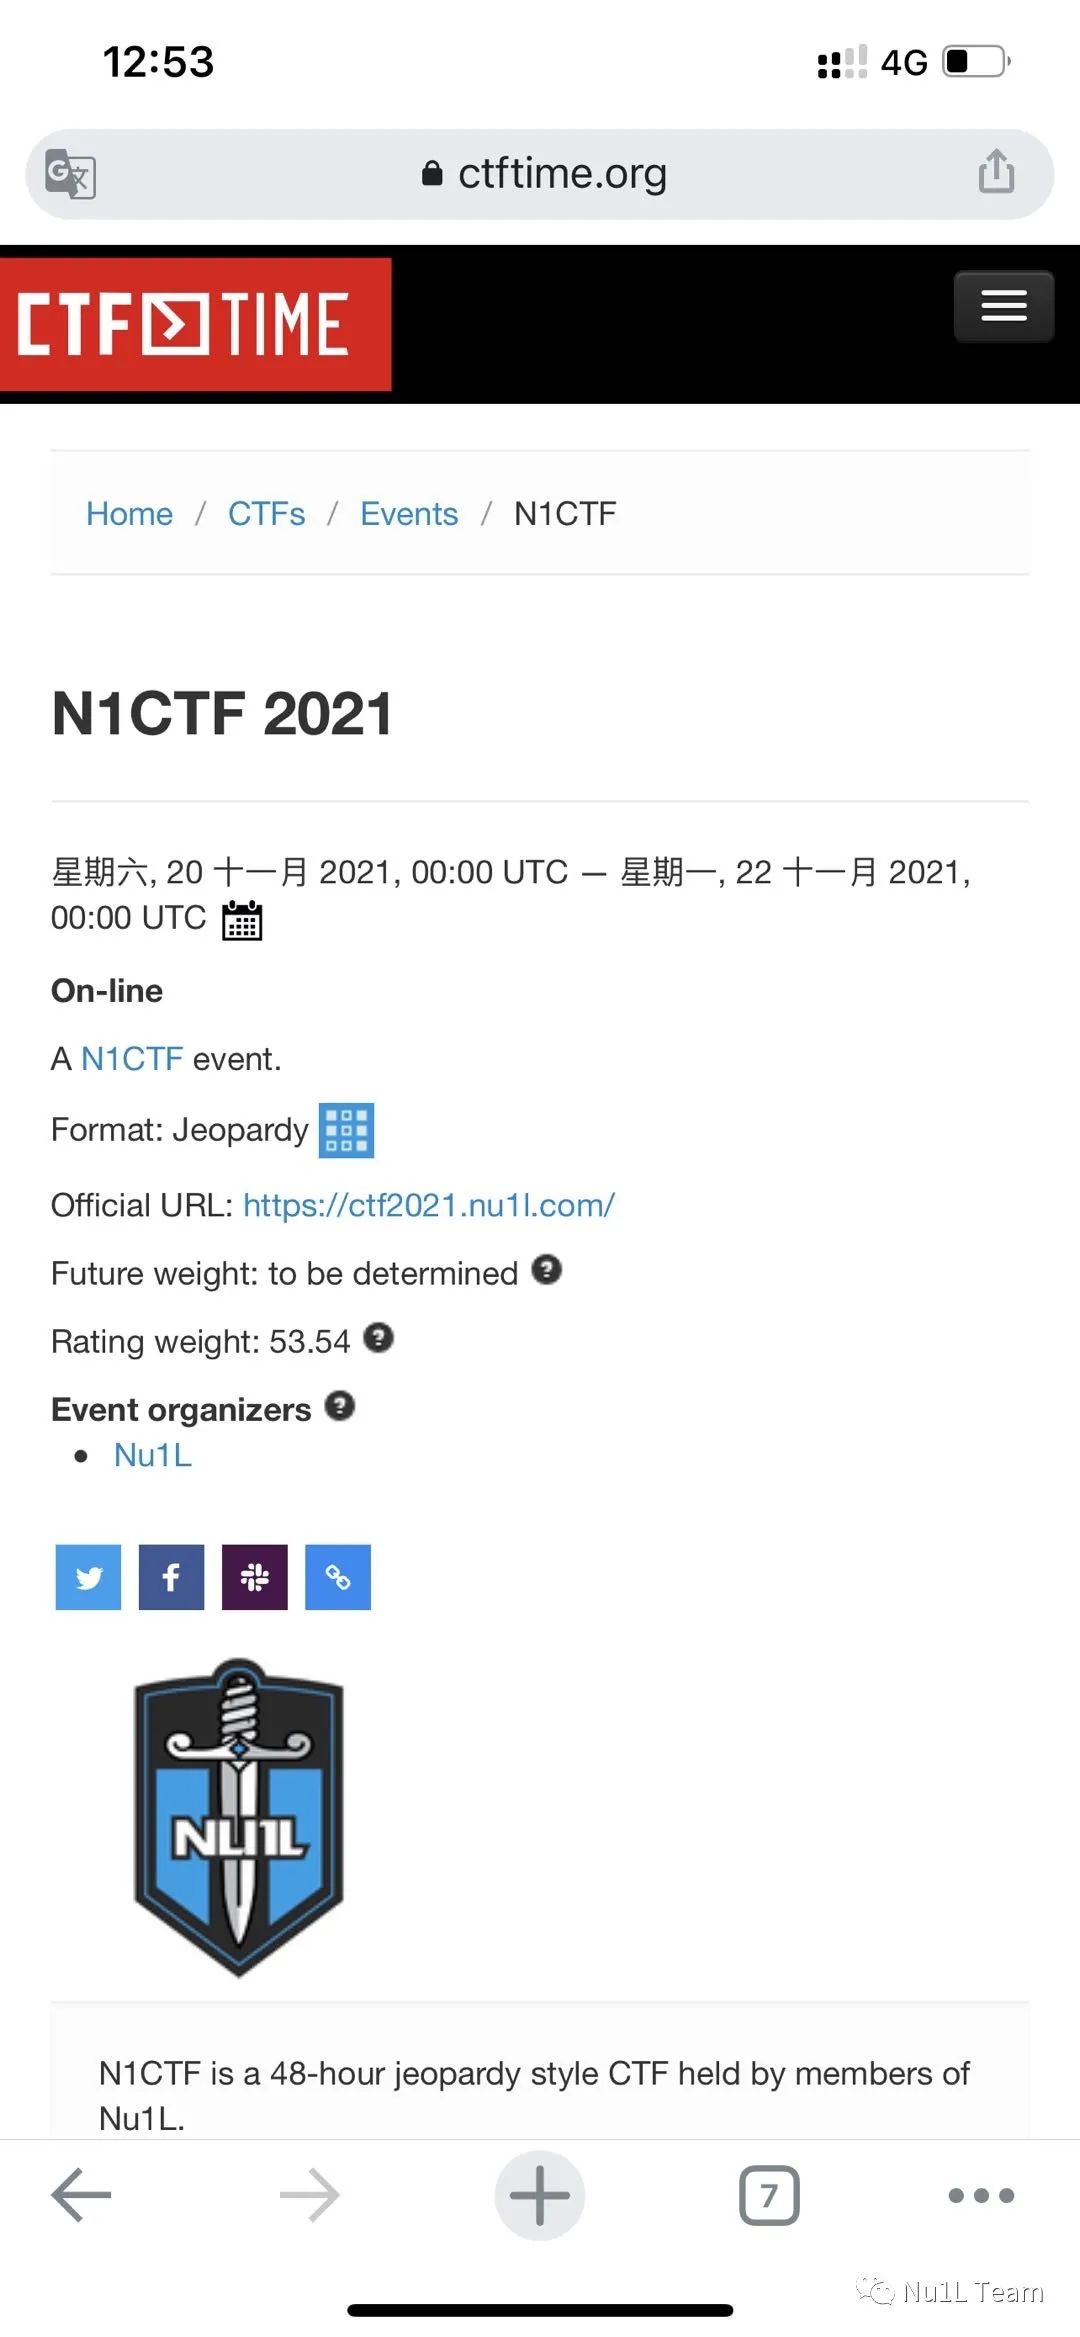 12:53
4G
ctftime.org
CTF TIME
Home / CTFs / Events / N1CTF
N1CTF 2021
星期六, 20 十一月 2021, 00:00 UTC — 星期一, 22 十一月 2021,
00:00 UTC
On-line
A N1CTF event.
Format: Jeopardy
Official URL: https://ctf2021.nu1l.com/
Future weight: to be determined
Rating weight: 53.54
Event organizers
• Nu1L
NU1L
N1CTF is a 48-hour jeopardy style CTF held by members of
Nu1L.
7
Nu1L Team